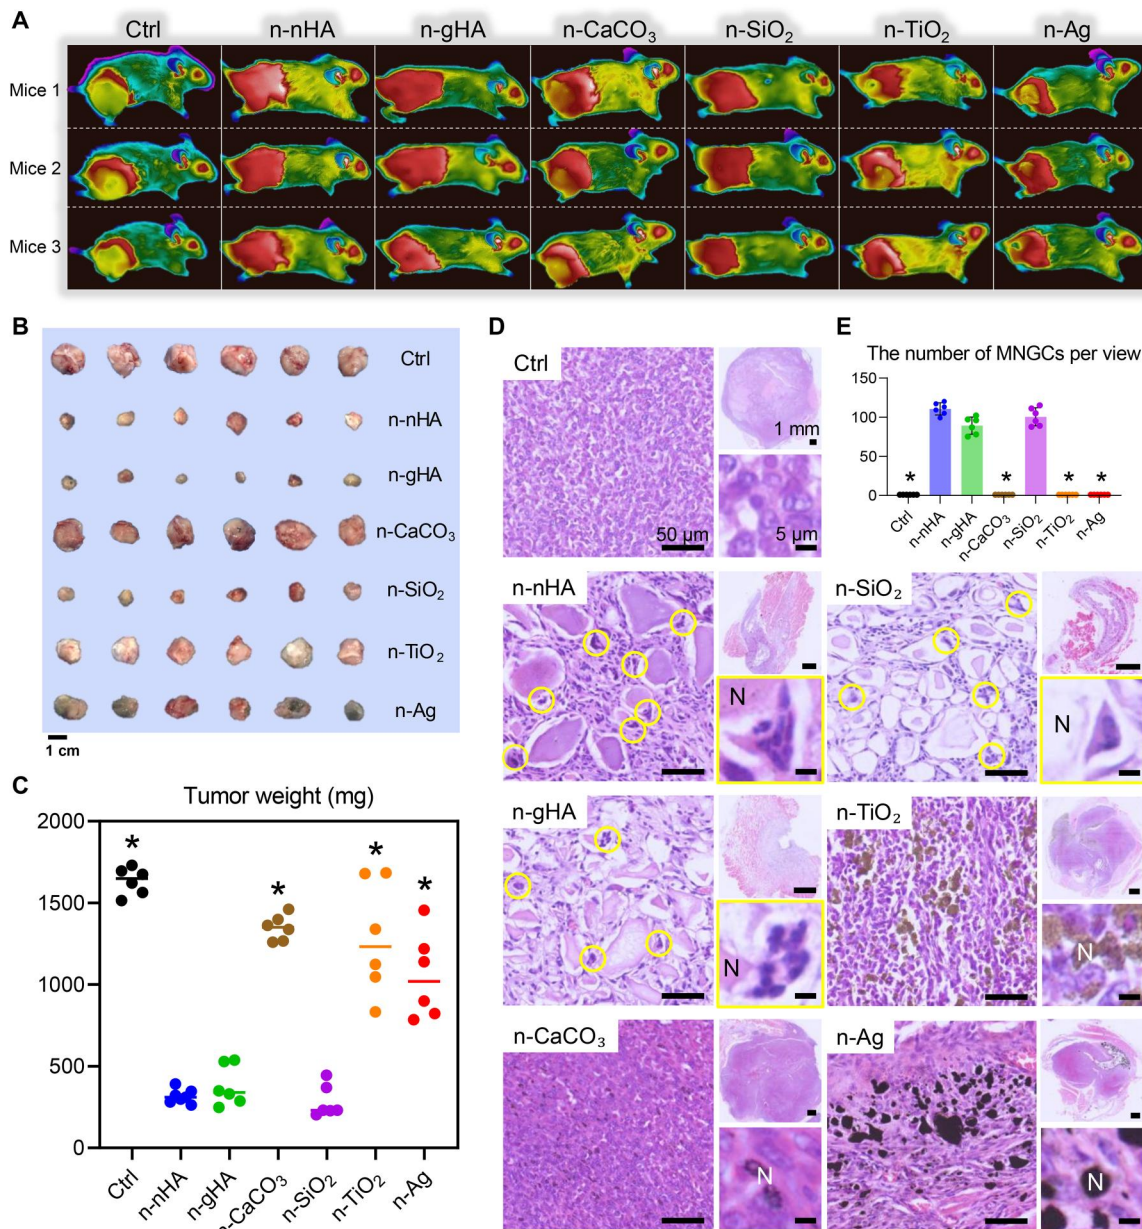 A
Ctrl n-nHA n-gHA n-CaCO₃ n-SiO₂ n-TiO₂ n-Ag
Mice 1
Mice 2
Mice 3
B
Ctrl
n-nHA
n-gHA
n-CaCO₃
n-SiO₂
n-TiO₂
n-Ag
1 cm
C
Tumor weight (mg)
2000
1500
1000
500
0
* * * *
Ctrl n-nHA n-gHA n-CaCO₃ n-SiO₂ n-TiO₂ n-Ag
D
Ctrl
50 µm
1 mm
5 µm
E
The number of MNGCs per view
150
100
50
0
* * * *
Ctrl n-nHA n-gHA n-CaCO₃ n-SiO₂ n-TiO₂ n-Ag
n-nHA
N
n-SiO₂
N
n-gHA
N
n-TiO₂
N
n-CaCO₃
N
n-Ag
N